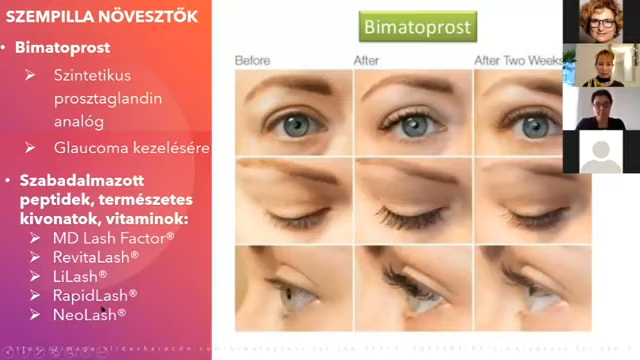 SZEMPILLA NÖVESZTŐK
• Bimatoprost
➢ Szintetikus
prosztaglandin
analóg
➢ Glaucoma kezelésére
• Szabadalmazott
peptidek, természetes
kivonatok, vitaminok:
➢ MD Lash Factor®
➢ RevitaLash®
➢ LiLash®
➢ RapidLash®
➢ NeoLash®
Bimatoprost
Before
After
After Two Weeks